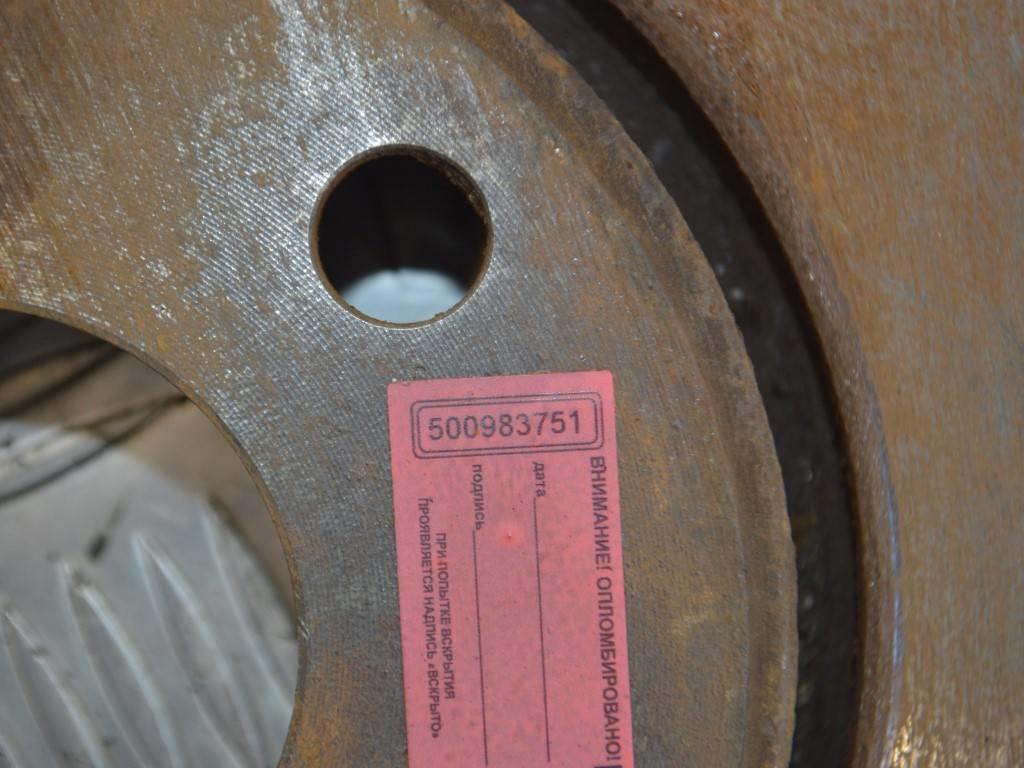 500983751
ВНИМАНИЕ! ОПЛОМБИРОВАНО!
дата
подпись
ПРИ ПОПЫТКЕ ВСКРЫТИЯ
ПРОЯВЛЯЕТСЯ НАДПИСЬ «ВСКРЫТО»